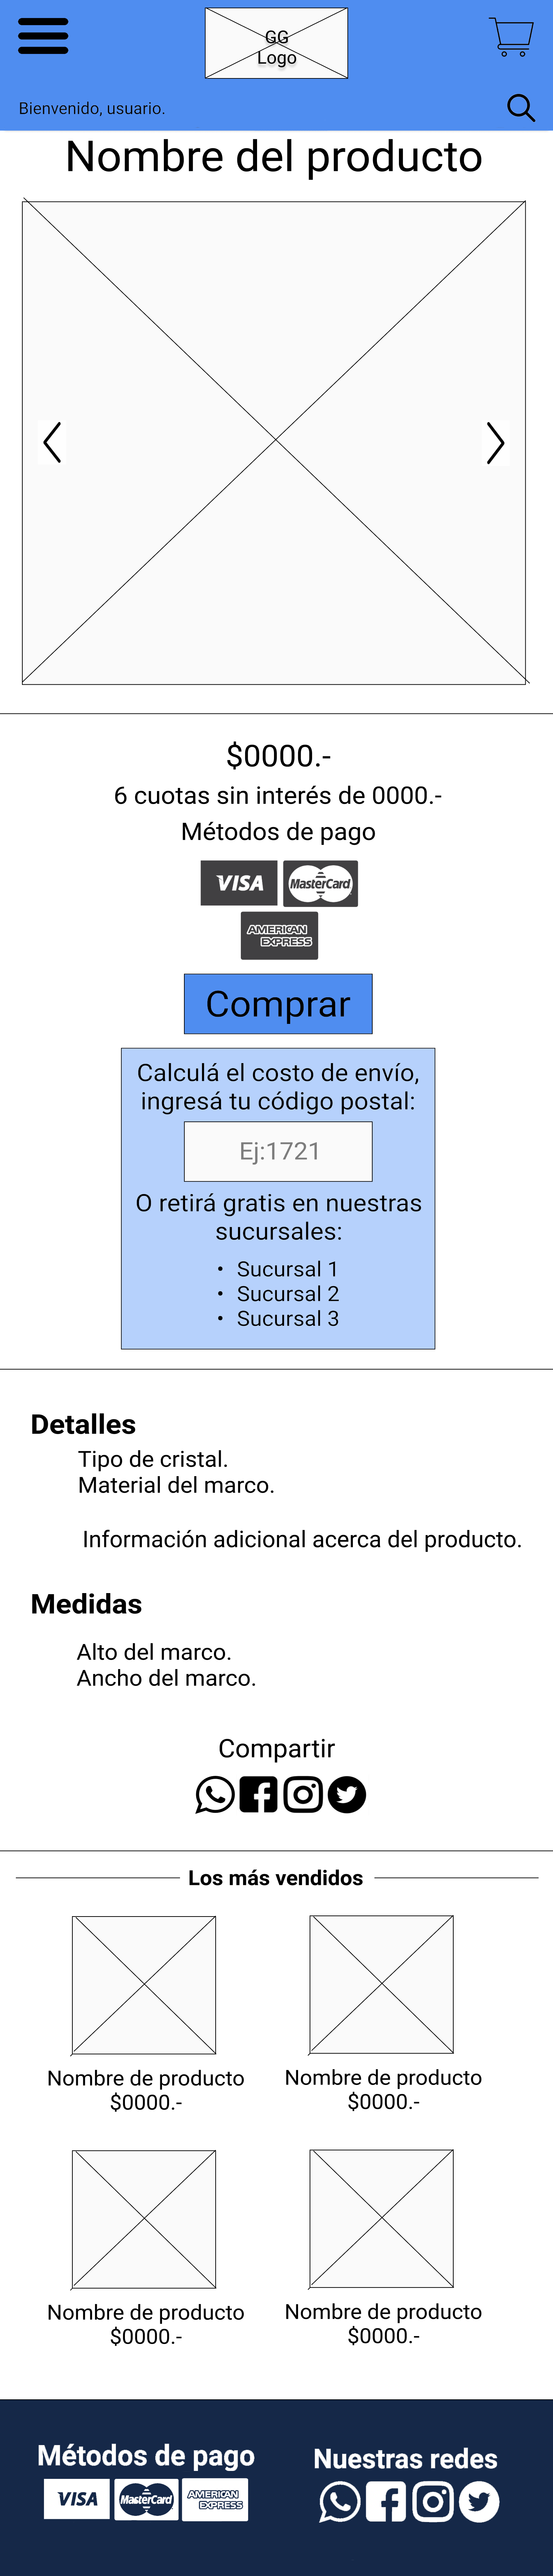 GG
Logo
Bienvenido, usuario.
Nombre del producto
$0000.-
6 cuotas sin interés de 0000.-
Métodos de pago
VISA MasterCard
AMERICAN
EXPRESS
Comprar
Calculá el costo de envío,
ingresá tu código postal:
Ej:1721
O retirá gratis en nuestras
sucursales:
• Sucursal 1
• Sucursal 2
• Sucursal 3
Detalles
Tipo de cristal.
Material del marco.
Información adicional acerca del producto.
Medidas
Alto del marco.
Ancho del marco.
Compartir
Los más vendidos
Nombre de producto
$0000.-
Nombre de producto
$0000.-
Nombre de producto
$0000.-
Nombre de producto
$0000.-
Métodos de pago
VISA MasterCard AMERICAN EXPRESS
Nuestras redes